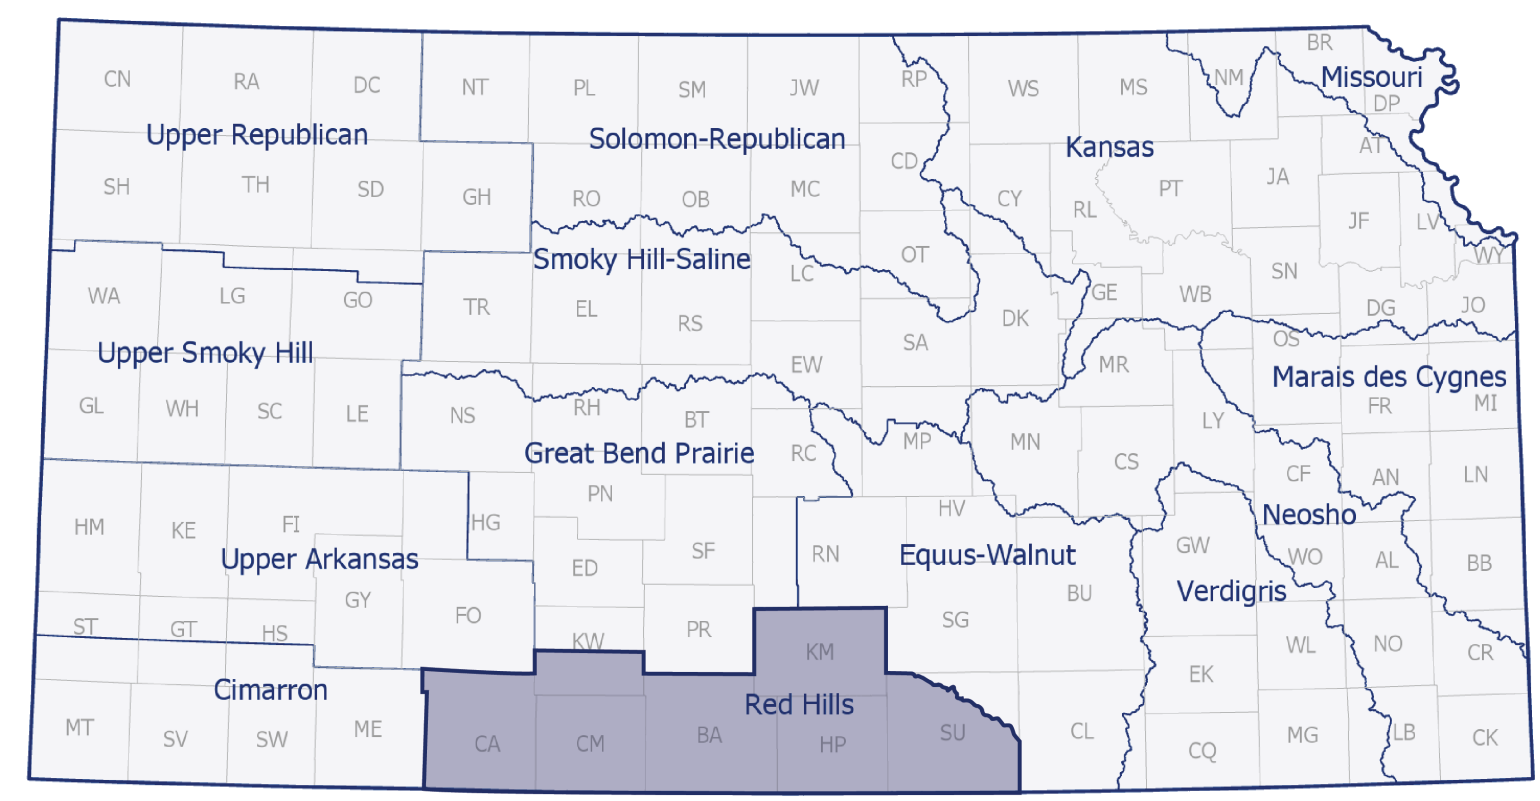 BR
CN RA DC NT PL SM JW RP WS MS NM Missouri
DP
Upper Republican Solomon-Republican Kansas AT
SH TH SD GH RO OB MC CD CY RL PT JA JF LV
Smoky Hill-Saline OT WY
WA LG GO TR EL RS LC SA DK GE WB SN DG JO
Upper Smoky Hill EW MR OS Marais des Cygnes
GL WH SC LE NS RH BT LY FR MI
Great Bend Prairie RC MP MN CS CF AN LN
HM KE FI HG PN HV Neosho
Upper Arkansas ED SF RN Equus-Walnut GW WO AL BB
GY BU Verdigris
ST GT HS FO KW PR SG WL NO CR
KM
Cimarron Red Hills EK
MT SV SW ME CA CM BA HP SU CL CQ MG LB CK